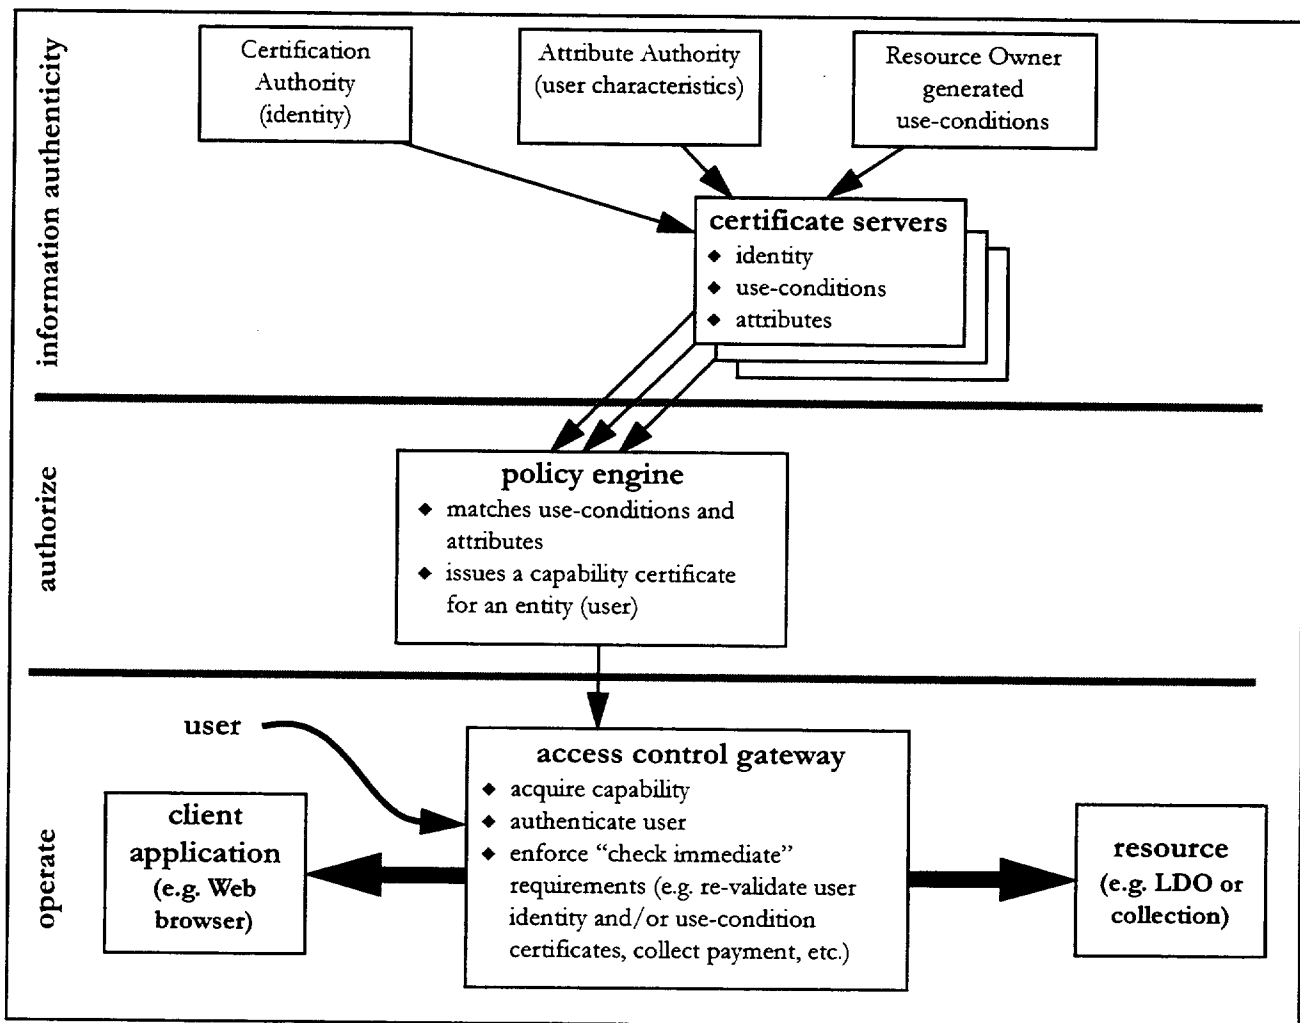 information authenticity
Certification
Authority
(identity)
Attribute Authority
(user characteristics)
Resource Owner
generated
use-conditions
certificate servers
◆ identity
◆ use-conditions
◆ attributes
authorize
policy engine
◆ matches use-conditions and
attributes
◆ issues a capability certificate
for an entity (user)
operate
user
client
application
(e.g. Web
browser)
access control gateway
◆ acquire capability
◆ authenticate user
◆ enforce “check immediate”
requirements (e.g. re-validate user
identity and/or use-condition
certificates, collect payment, etc.)
resource
(e.g. LDO or
collection)